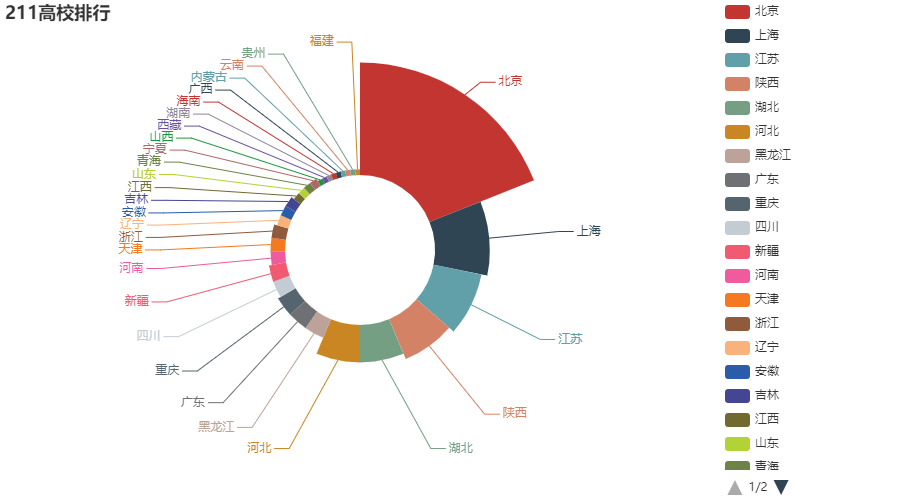 211高校排行
福建
贵州
云南
内蒙古
广西
海南
湖南
西藏
山西
宁夏
青海
山东
江西
吉林
安徽
辽宁
浙江
天津
河南
新疆
四川
重庆
广东
黑龙江
河北
湖北
陕西
江苏
上海
北京
北京
上海
江苏
陕西
湖北
河北
黑龙江
广东
重庆
四川
新疆
河南
天津
浙江
辽宁
安徽
吉林
江西
山东
青海
1/2